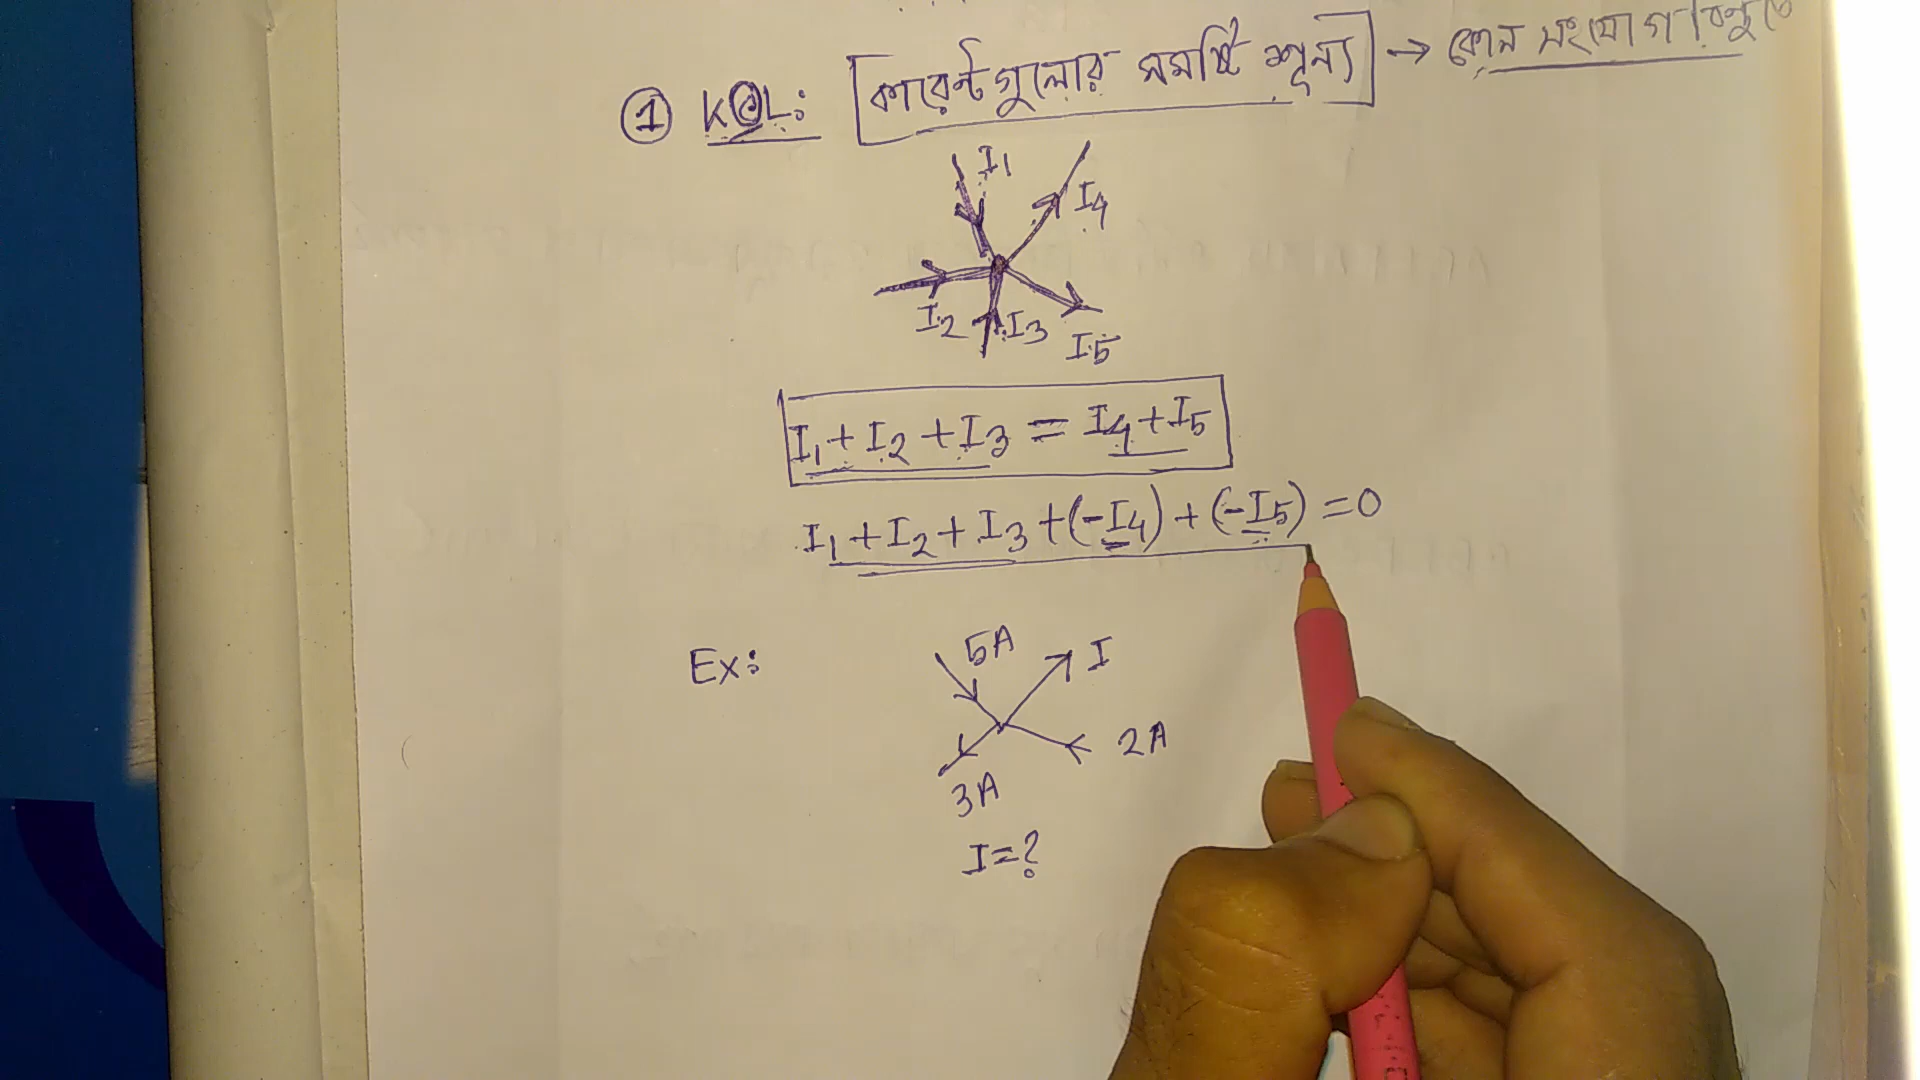 ① KCL: [কারেন্টগুলোর সমষ্টি শূন্য] → কোন সংযোগ বিন্দুতে
I₁
I₄
I₂
I₃
I₅
I₁ + I₂ + I₃ = I₄ + I₅
I₁ + I₂ + I₃ + (-I₄) + (-I₅) = 0
Ex:
5A
I
2A
3A
I = ?